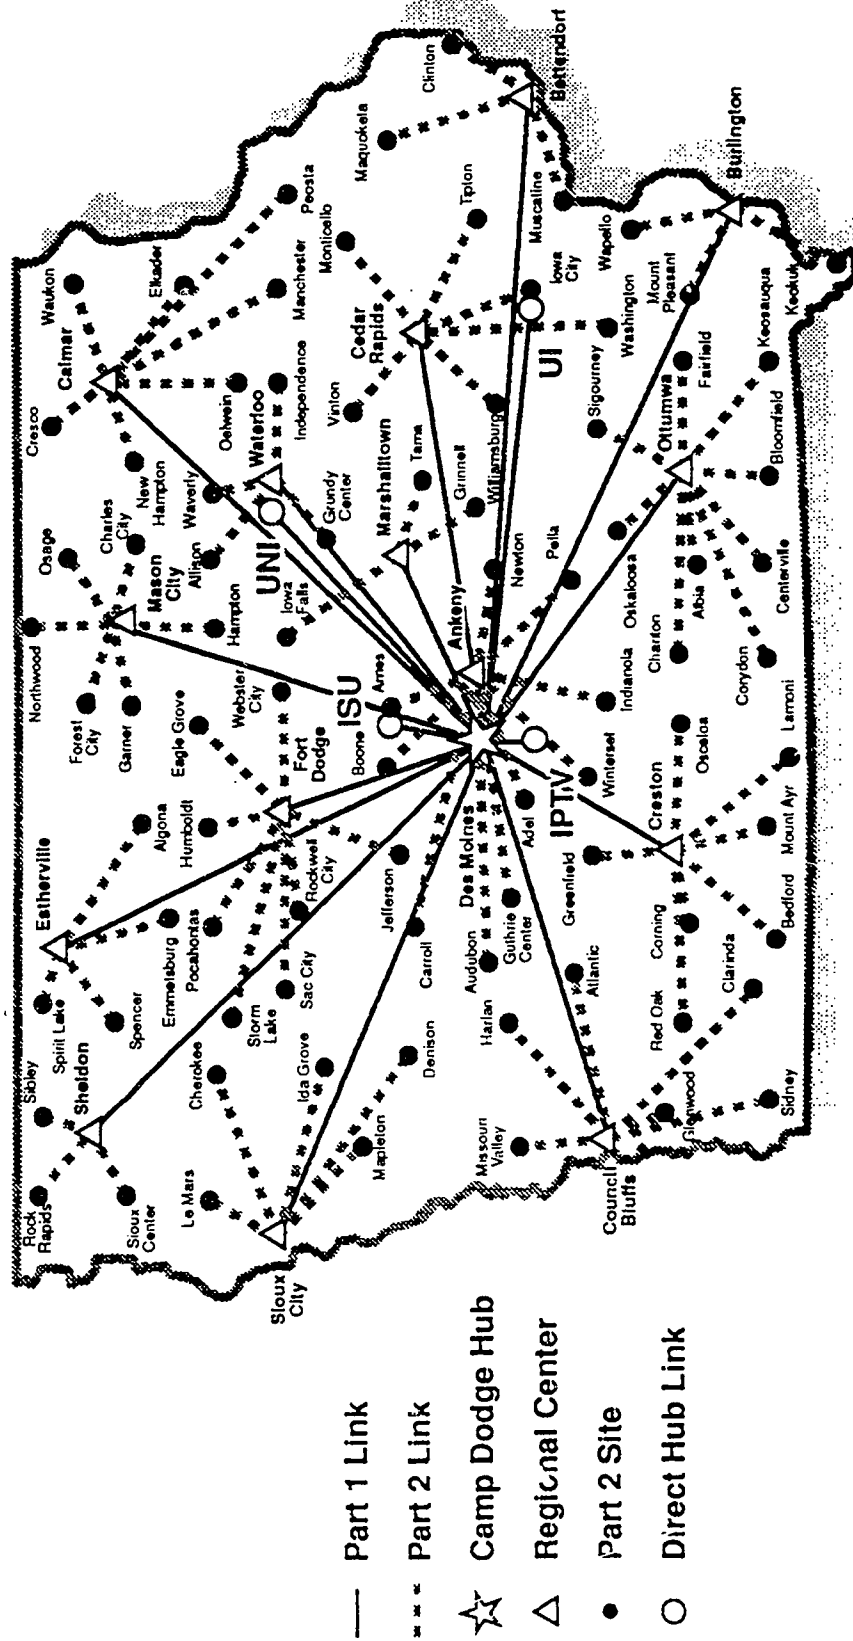 Northwood
Osage
Cresco
Calmar
Waukon
Elkader
Peosta
Manchester
Monticello
Maquoketa
Clinton
Bettendorf
Tipton
Muscatine
Iowa
City
Cedar
Rapids
Vinton
Independence
Oelwein
Waterloo
Waverly
New
Hampton
Charles
City
Mason
City
Allison
UNI
Grundy
Center
Marshalltown
Tama
Grinnell
Williamsburg
UI
Washington
Wapello
Mount
Pleasant
Burlington
Keokuk
Keosauqua
Fairfield
Sigourney
Ottumwa
Bloomfield
Centerville
Albia
Oskaloosa
Pella
Newton
Ankeny
Iowa
Falls
Hampton
Forest
City
Garner
Eagle Grove
Webster
City
ISU
Ames
Boone
Fort
Dodge
Humboldt
Algona
Estherville
Spirit Lake
Spencer
Emmetsburg
Pocahontas
Rockwell
City
Jefferson
Carroll
Sac City
Storm
Lake
Cherokee
Ida Grove
Denison
Mapleton
Le Mars
Sioux
City
Sioux
Center
Rock
Rapids
Sibley
Sheldon
Des Moines
Audubon
Guthrie
Center
Adel
IPTV
Winterset
Indianola
Chariton
Corydon
Lamoni
Osceola
Creston
Greenfield
Mount Ayr
Bedford
Corning
Clarinda
Red Oak
Atlantic
Harlan
Missouri
Valley
Council
Bluffs
Glenwood
Sidney
Part 1 Link
Part 2 Link
Camp Dodge Hub
Regional Center
Part 2 Site
Direct Hub Link